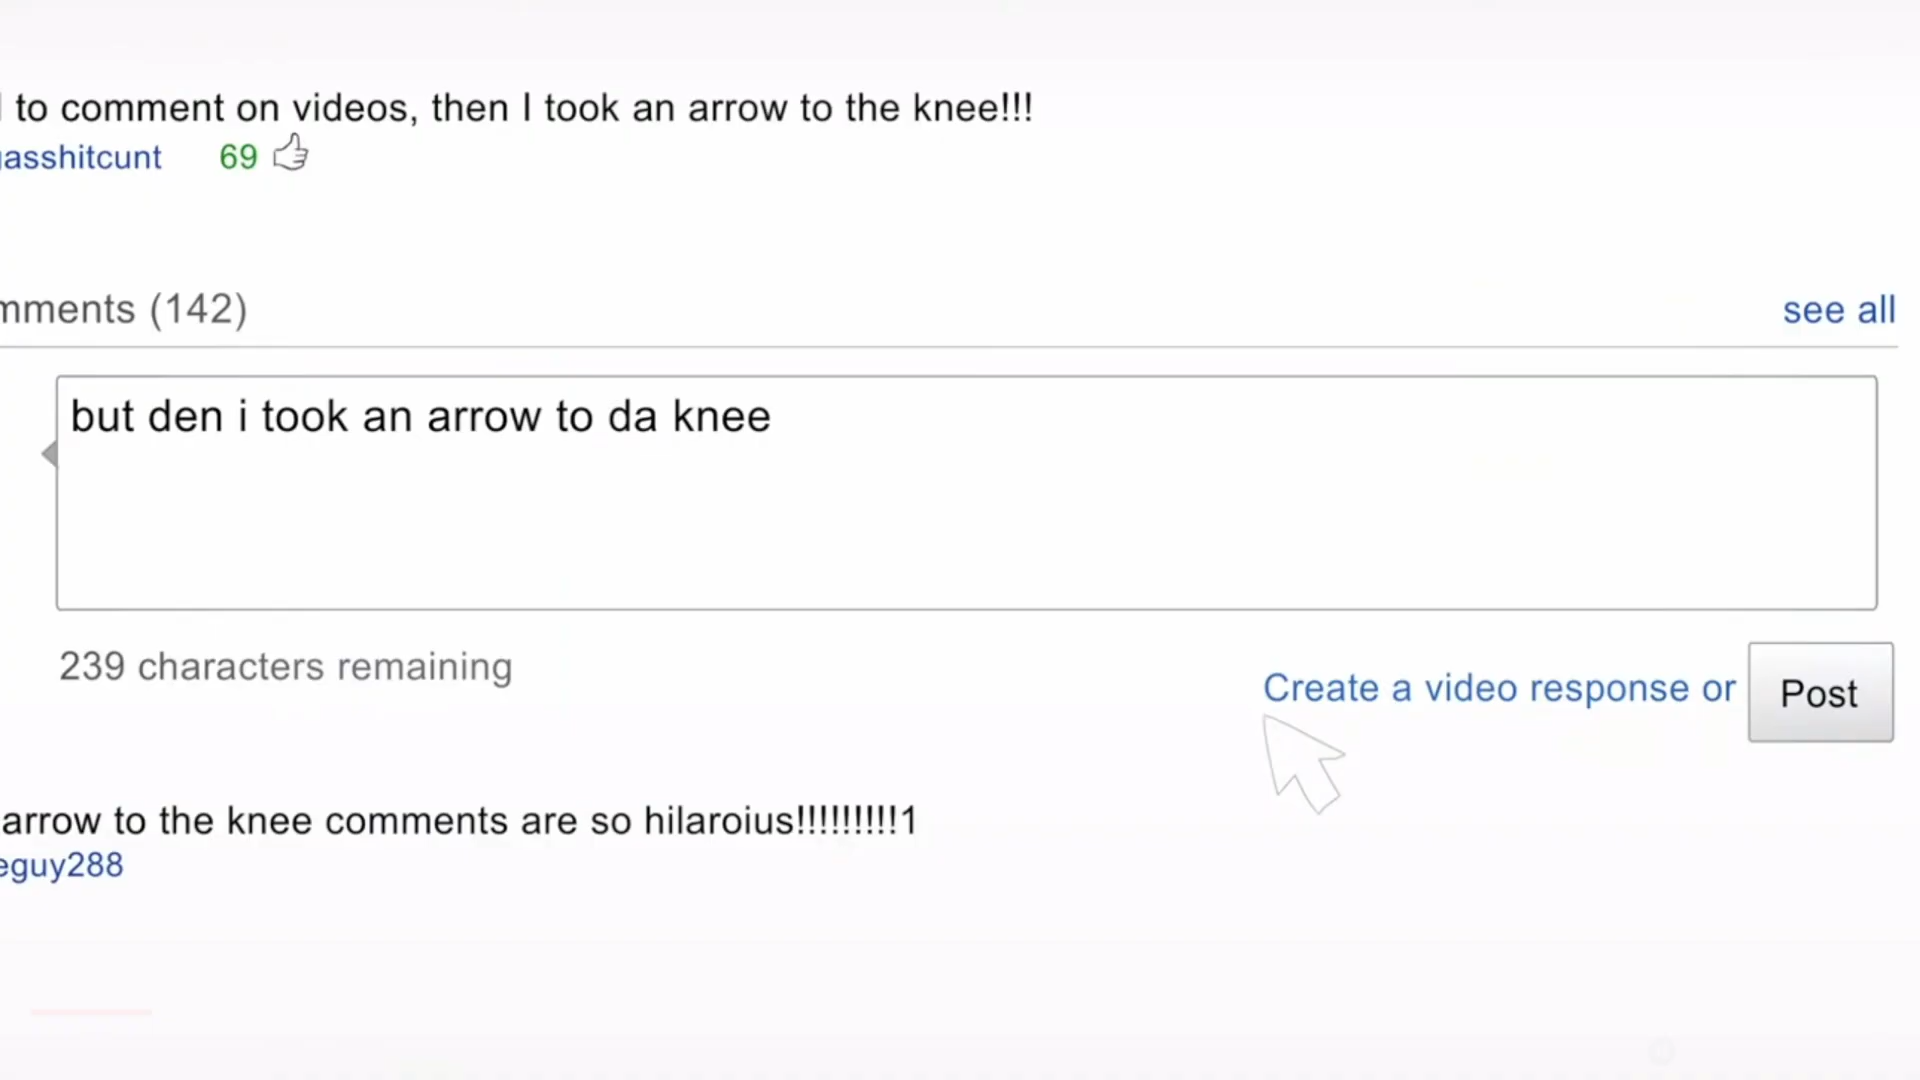 to comment on videos, then I took an arrow to the knee!!!
asshitcunt 69
mments (142) see all
but den i took an arrow to da knee
239 characters remaining
Create a video response or Post
arrow to the knee comments are so hilaroius!!!!!!!!!1
eguy288